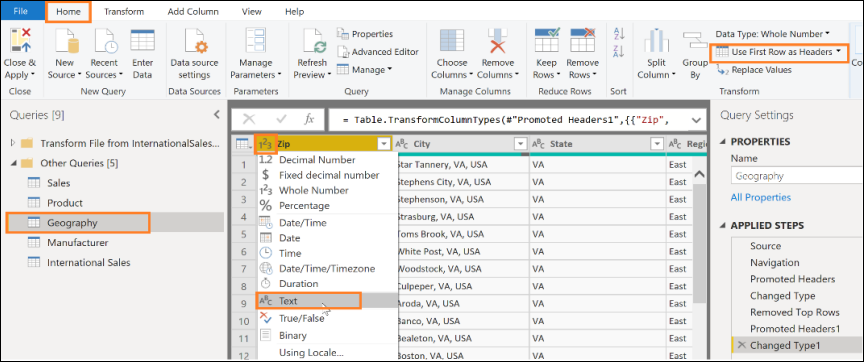 File Home Transform Add Column View Help
Close & Apply
New Source
Recent Sources
Enter Data
Data source settings
Manage Parameters
Refresh Preview
Properties
Advanced Editor
Manage
Choose Columns
Remove Columns
Keep Rows
Remove Rows
Split Column
Group By
Data Type: Whole Number
Use First Row as Headers
Replace Values
Close New Query Data Sources Parameters Query Manage Columns Reduce Rows Sort Transform
Queries [9]
Transform File from InternationalSales...
Other Queries [5]
Sales
Product
Geography
Manufacturer
International Sales
= Table.TransformColumnTypes(#"Promoted Headers1",{{"Zip",
123 Zip ABC City ABC State ABC Regi
1 Star Tannery, VA, USA VA East
2 Stephens City, VA, USA VA East
3 Stephenson, VA, USA VA East
4 Strasburg, VA, USA VA East
5 Toms Brook, VA, USA VA East
6 White Post, VA, USA VA East
7 Woodstock, VA, USA VA East
8 Culpeper, VA, USA VA East
9 Aroda, VA, USA VA East
10 Banco, VA, USA VA East
11 Bealeton, VA, USA VA East
12 Boston, VA, USA VA East
1.2 Decimal Number
$ Fixed decimal number
123 Whole Number
% Percentage
Date/Time
Date
Time
Date/Time/Timezone
Duration
ABC Text
True/False
Binary
Using Locale...
Query Settings
PROPERTIES
Name
Geography
All Properties
APPLIED STEPS
Source
Navigation
Promoted Headers
Changed Type
Removed Top Rows
Promoted Headers1
Changed Type1